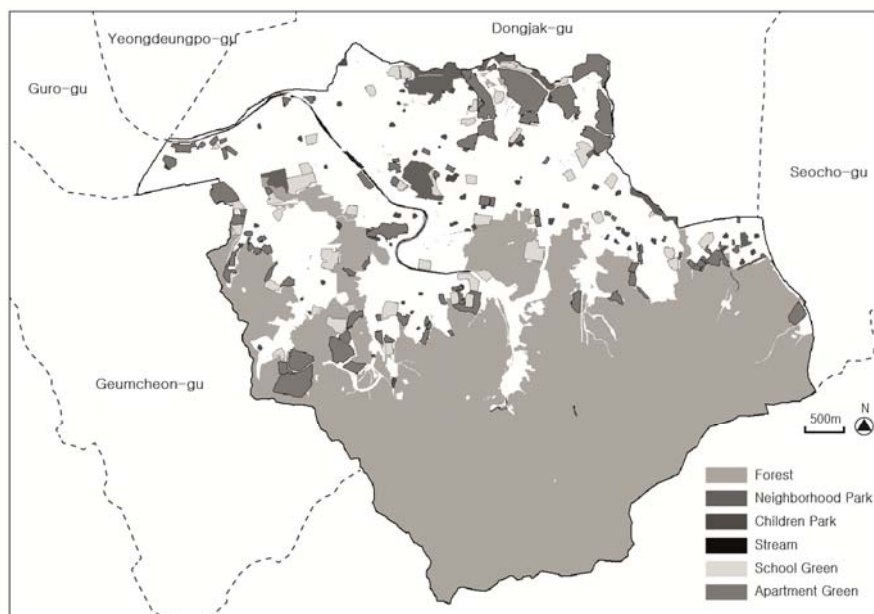 Dongjak-gu
Yeongdeungpo-gu
Guro-gu
Seocho-gu
Geumcheon-gu
500m
N
Forest
Neighborhood Park
Children Park
Stream
School Green
Apartment Green